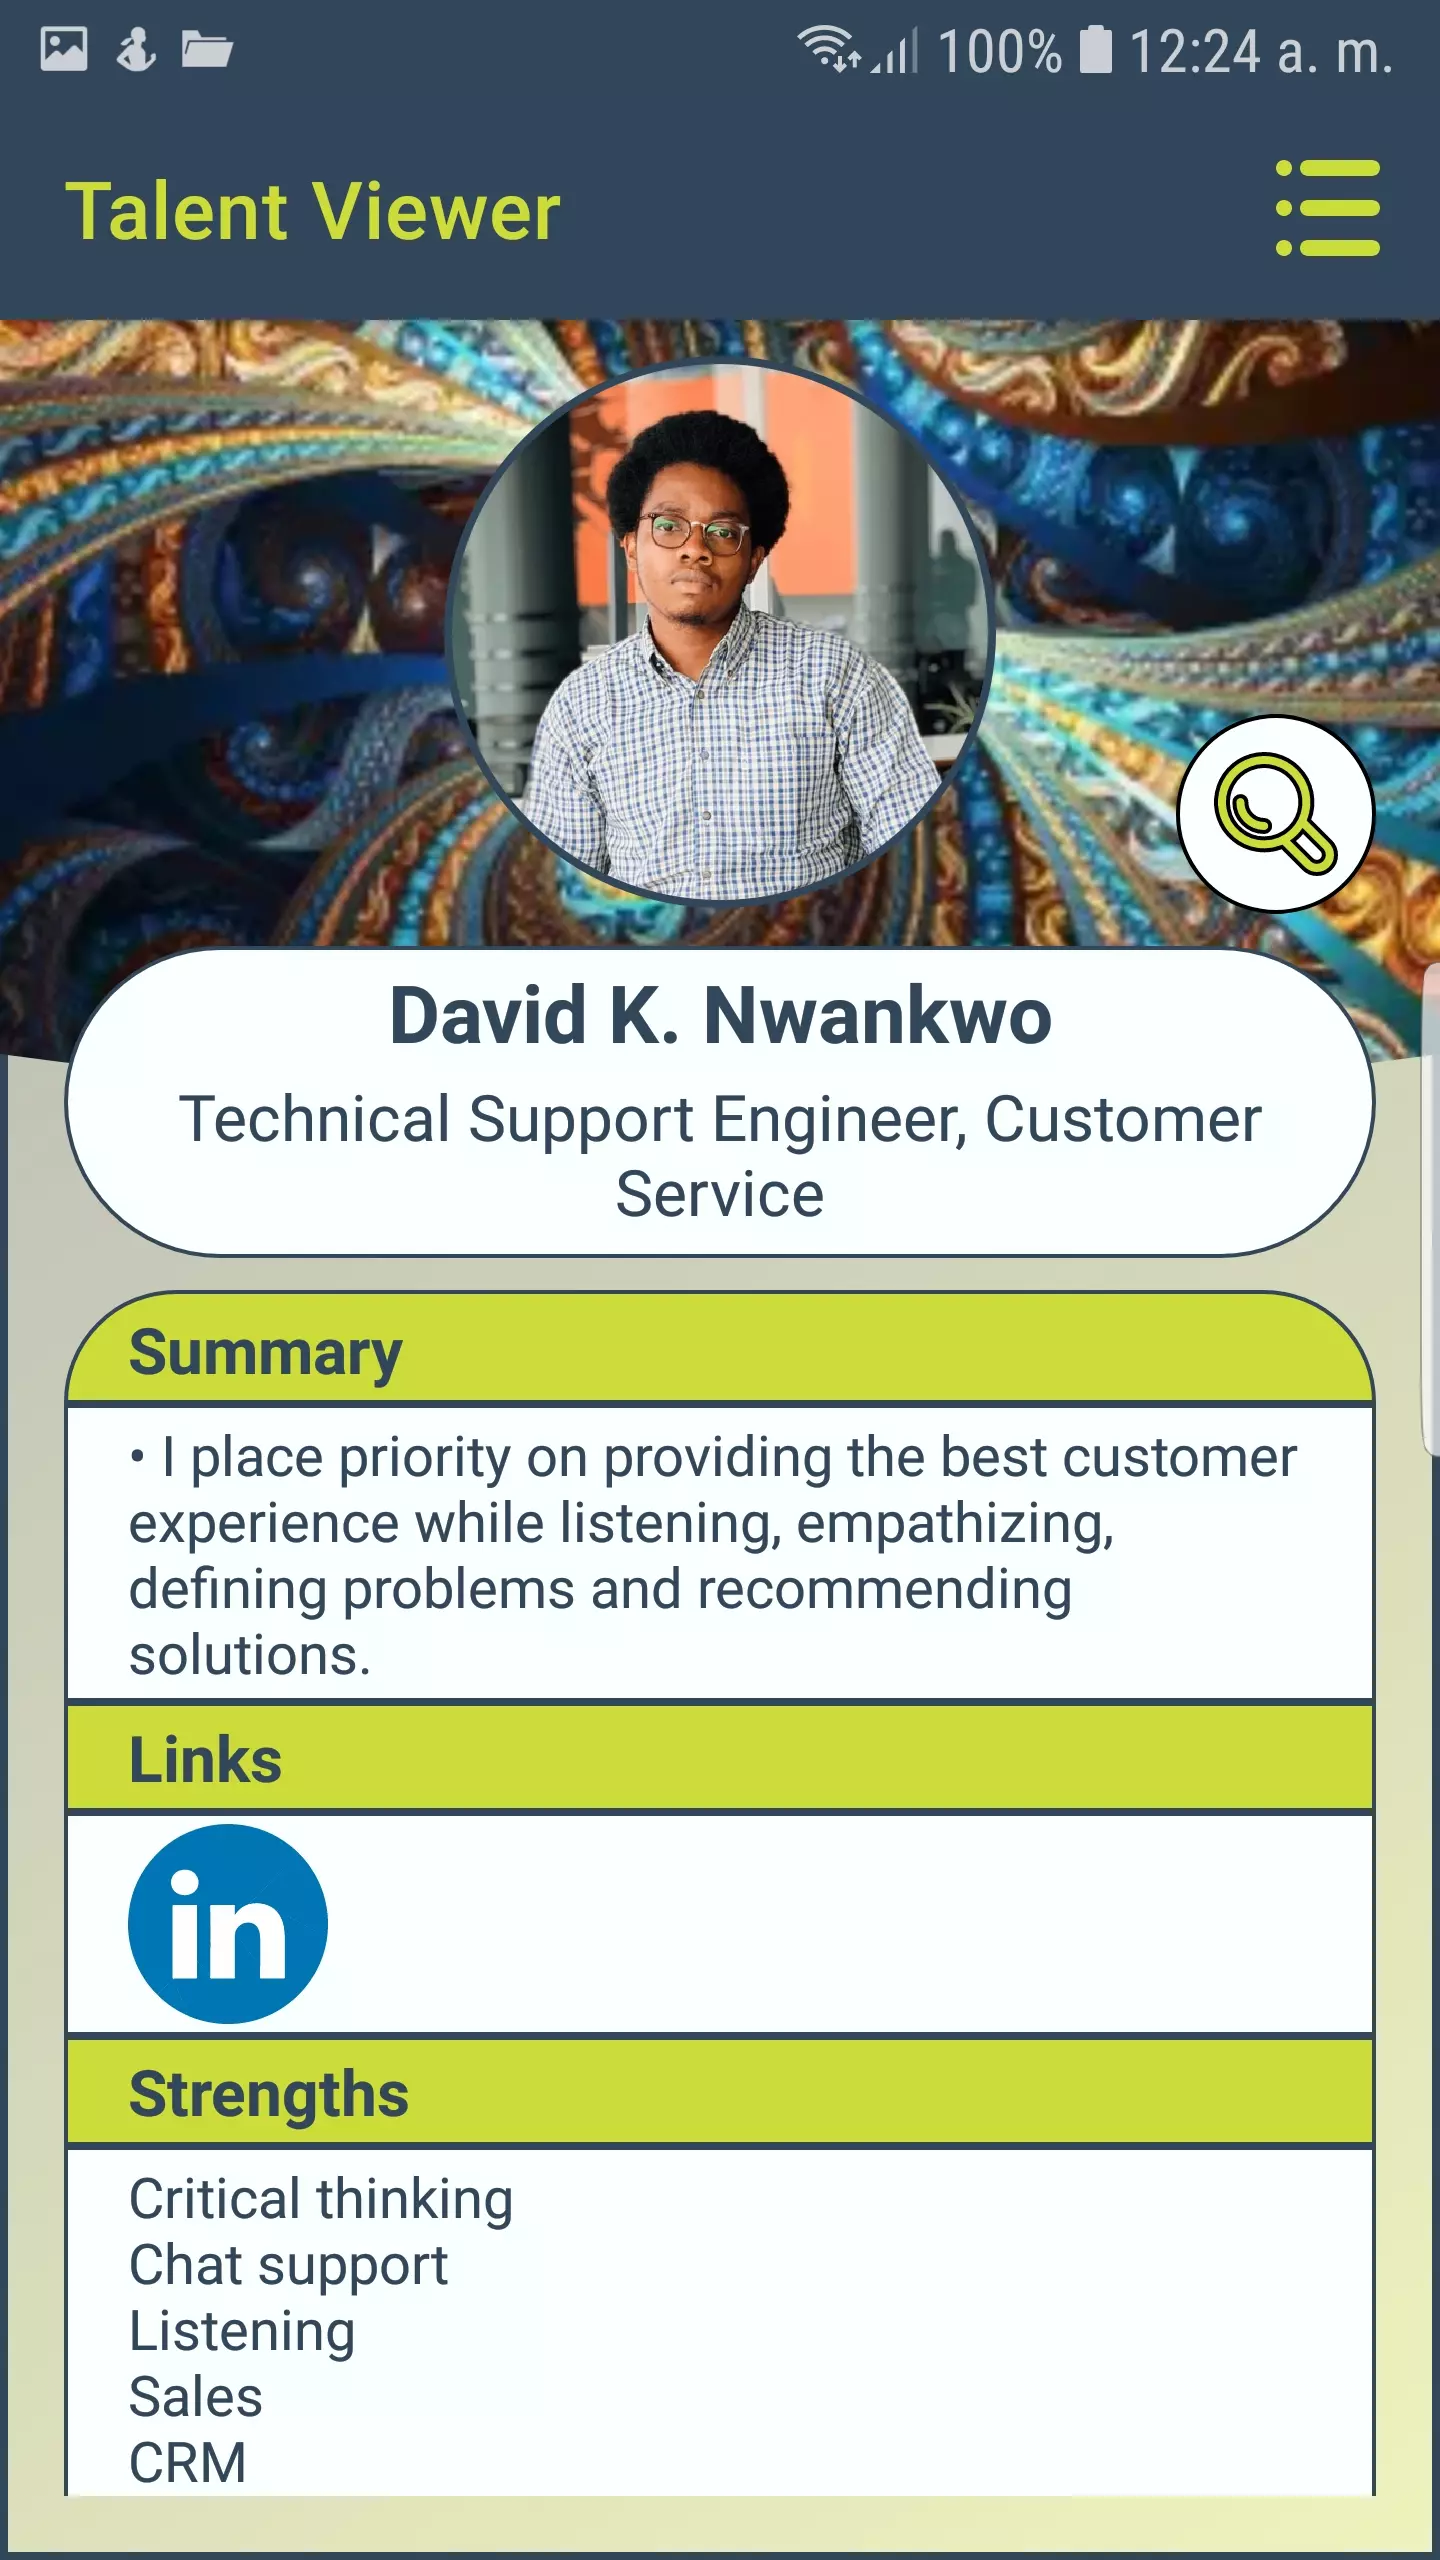 100% 12:24 a. m.
Talent Viewer
David K. Nwankwo
Technical Support Engineer, Customer
Service
Summary
• I place priority on providing the best customer
experience while listening, empathizing,
defining problems and recommending
solutions.
Links
in
Strengths
Critical thinking
Chat support
Listening
Sales
CRM